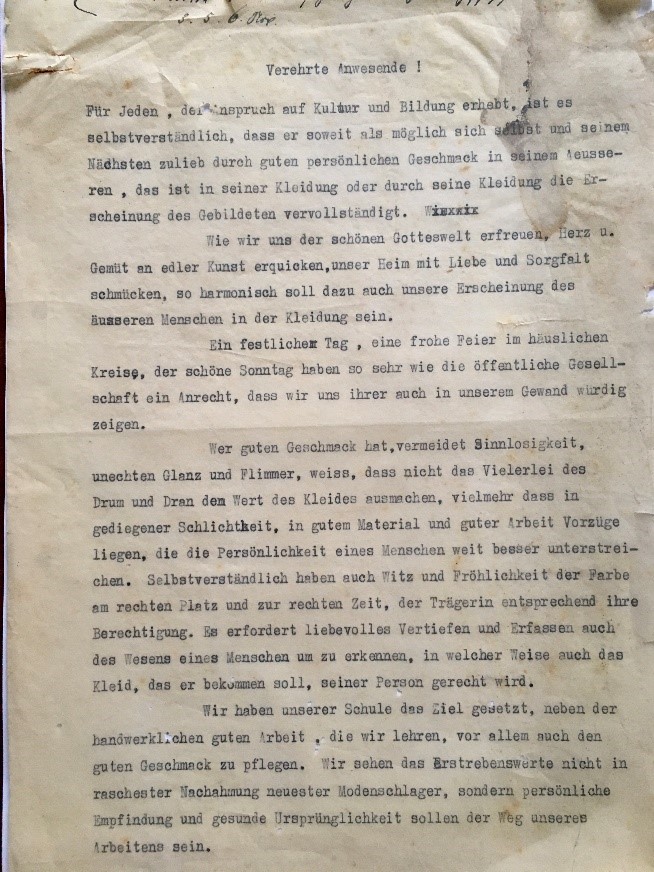 3. 5. 6. Nov.
Verehrte Anwesende !
Für Jeden , der Anspruch auf Kultur und Bildung erhebt, ist es
selbstverständlich, dass er soweit als möglich sich selbst und seinem
Nächsten zulieb durch guten persönlichen Geschmack in seinem Aeusse-
ren , das ist in seiner Kleidung oder durch seine Kleidung die Er-
scheinung des Gebildeten vervollständigt.
Wie wir uns der schönen Gotteswelt erfreuen, Herz u.
Gemüt an edler Kunst erquicken,unser Heim mit Liebe und Sorgfalt
schmücken, so harmonisch soll dazu auch unsere Erscheinung des
äusseren Menschen in der Kleidung sein.
Ein festlicher Tag , eine frohe Feier im häuslichen
Kreise, der schöne Sonntag haben so sehr wie die öffentliche Gesell-
schaft ein Anrecht, dass wir uns ihrer auch in unserem Gewand würdig
zeigen.
Wer guten Geschmack hat,vermeidet Sinnlosigkeit,
unechten Glanz und Flimmer, weiss, dass nicht das Vielerlei des
Drum und Dran den Wert des Kleides ausmachen, vielmehr dass in
gediegener Schlichtheit, in gutem Material und guter Arbeit Vorzüge
liegen, die die Persönlichkeit eines Menschen weit besser unterstrei-
chen. Selbstverständlich haben auch Witz und Fröhlichkeit der Farbe
am rechten Platz und zur rechten Zeit, der Trägerin entsprechend ihre
Berechtigung. Es erfordert liebevolles Vertiefen und Erfassen auch
des Wesens eines Menschen um zu erkennen, in welcher Weise auch das
Kleid, das er bekommen soll, seiner Person gerecht wird.
Wir haben unserer Schule das Ziel gesetzt, neben der
handwerklichen guten Arbeit , die wir lehren, vor allem auch den
guten Geschmack zu pflegen. Wir sehen das Erstrebenswerte nicht in
raschester Nachahmung neuester Modenschlager, sondern persönliche
Empfindung und gesunde Ursprünglichkeit sollen der Weg unseres
Arbeitens sein.